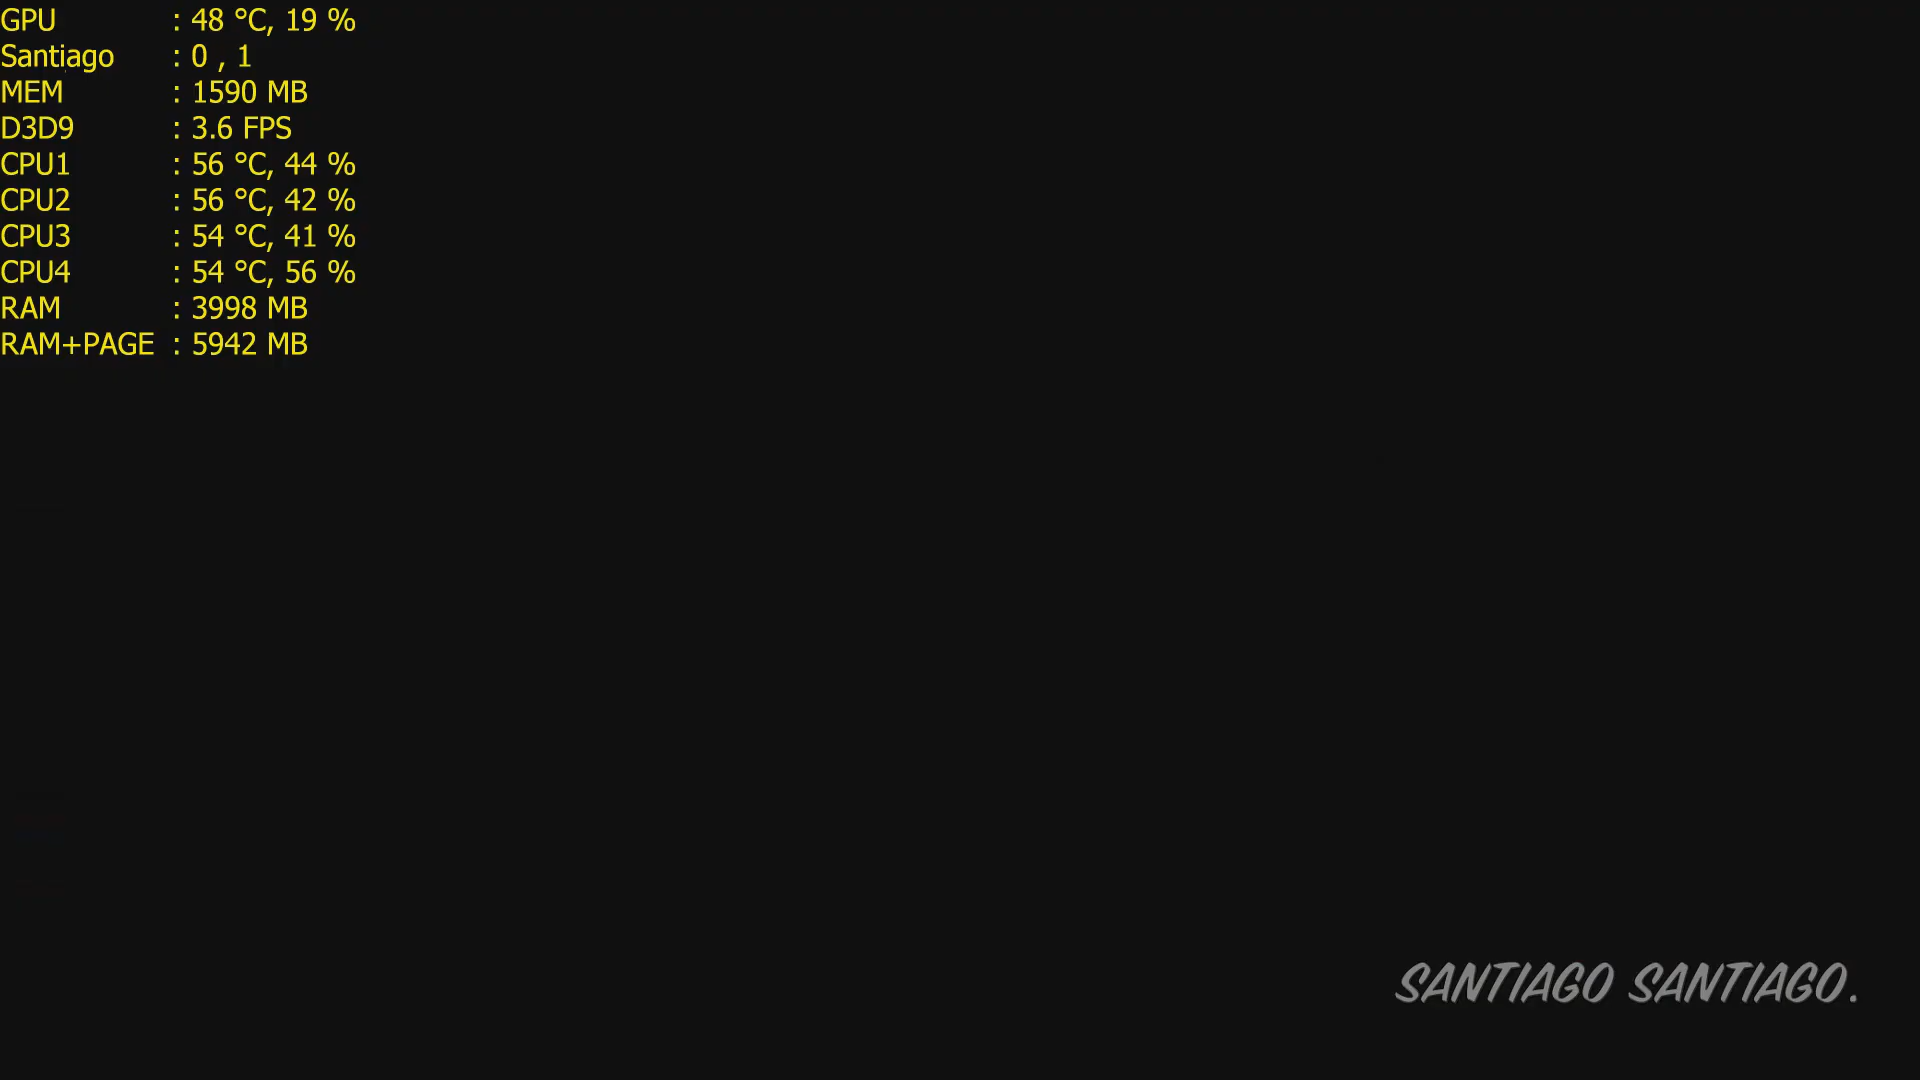 GPU : 48 °C, 19 %
Santiago : 0 , 1
MEM : 1590 MB
D3D9 : 3.6 FPS
CPU1 : 56 °C, 44 %
CPU2 : 56 °C, 42 %
CPU3 : 54 °C, 41 %
CPU4 : 54 °C, 56 %
RAM : 3998 MB
RAM+PAGE : 5942 MB
SANTIAGO SANTIAGO.